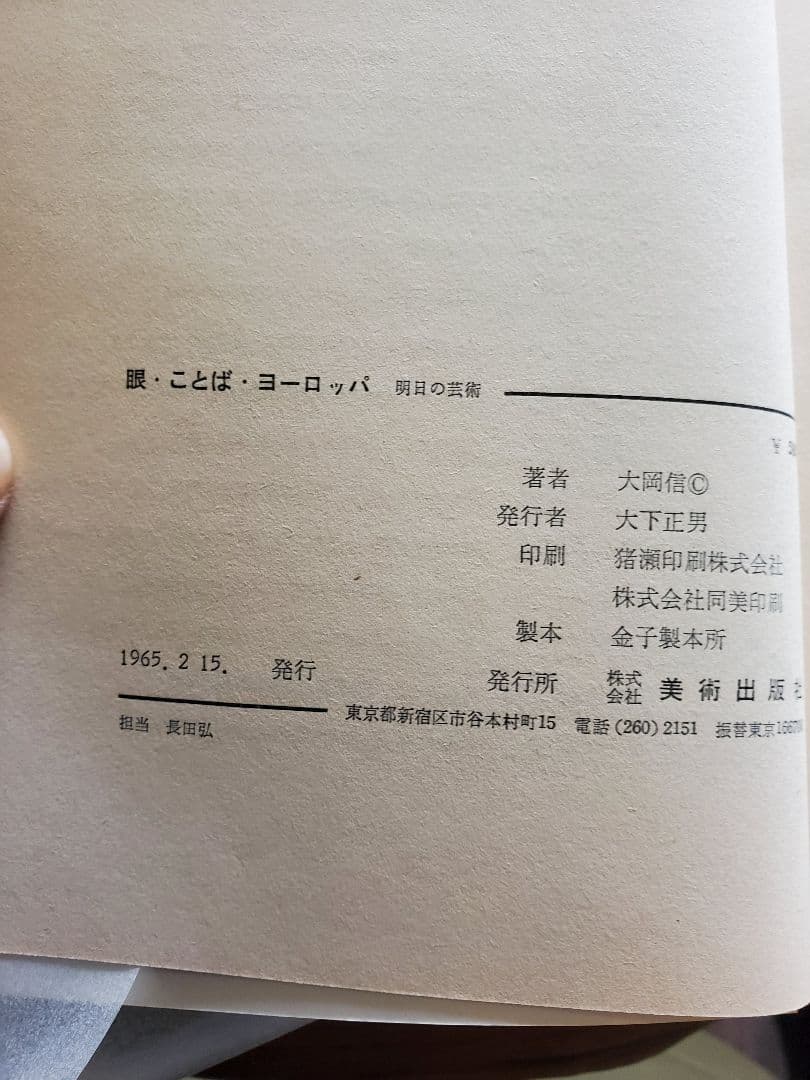 眼・ことば・ヨーロッパ 明日の芸術
¥
著者 大岡信©
発行者 大下正男
印刷 猪瀬印刷株式会社
株式会社同美印刷
製本 金子製本所
1965. 2 15. 発行
発行所 株式会社 美術出版社
東京都新宿区市谷本村町15 電話(260)2151 振替東京
担当 長田弘